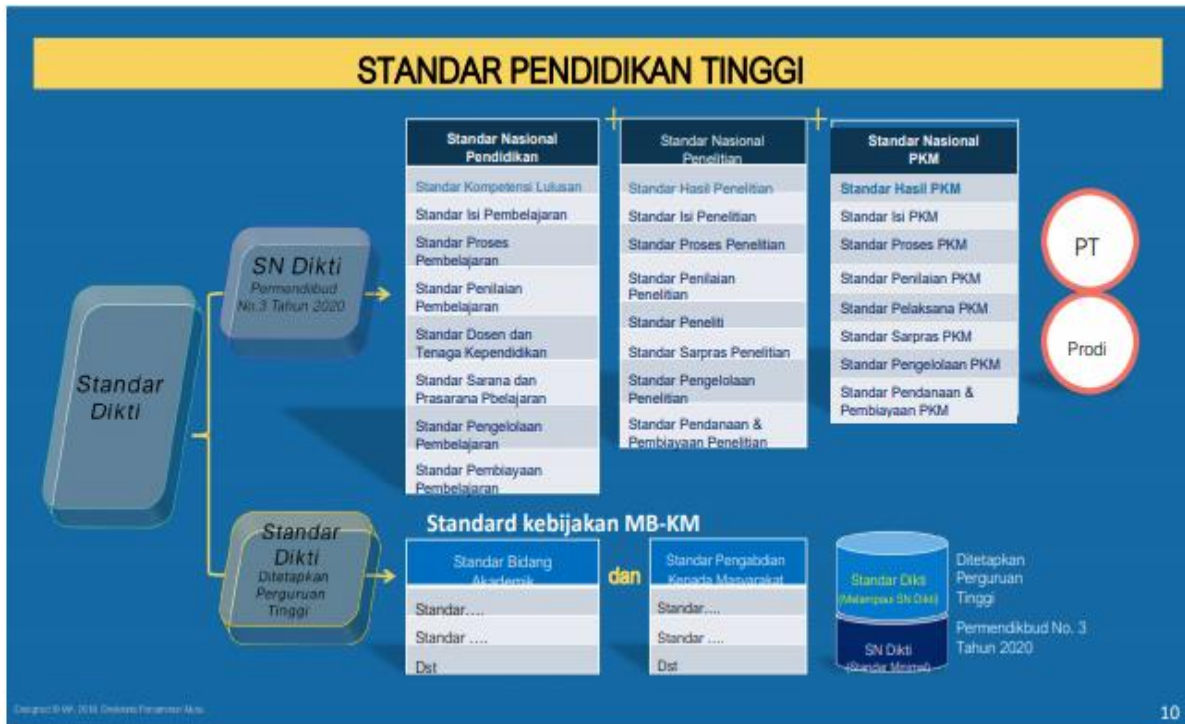 STANDAR PENDIDIKAN TINGGI
Standar
Dikti
SN Dikti
Permendibud
No.3 Tahun 2020
Standar Nasional
Pendidikan
Standar Kompetensi Lulusan
Standar Isi Pembelajaran
Standar Proses
Pembelajaran
Standar Penilaian
Pembelajaran
Standar Dosen dan
Tenaga Kependidikan
Standar Sarana dan
Prasarana Pbelajaran
Standar Pengelolaan
Pembelajaran
Standar Pembiayaan
Pembelajaran
Standar Nasional
Penelitian
Standar Hasil Penelitian
Standar Isi Penelitian
Standar Proses Penelitian
Standar Penilaian
Penelitian
Standar Peneliti
Standar Sarpras Penelitian
Standar Pengelolaan
Penelitian
Standar Pendanaan &
Pembiayaan Penelitian
Standar Nasional
PKM
Standar Hasil PKM
Standar Isi PKM
Standar Proses PKM
Standar Penilaian PKM
Standar Pelaksana PKM
Standar Sarpras PKM
Standar Pengelolaan PKM
Standar Pendanaan &
Pembiayaan PKM
PT
Prodi
Standar
Dikti
Ditetapkan
Perguruan
Tinggi
Standard kebijakan MB-KM
Standar Bidang
Akademik
Standar....
Standar ....
Dst
dan
Standar Pengabdian
Kepada Masyarakat
Standar....
Standar ....
Dst
Standar Dikti
(Melampaui SN Dikti)
SN Dikti
(Standar Minimal)
Ditetapkan
Perguruan
Tinggi
Permendikbud No. 3
Tahun 2020
10